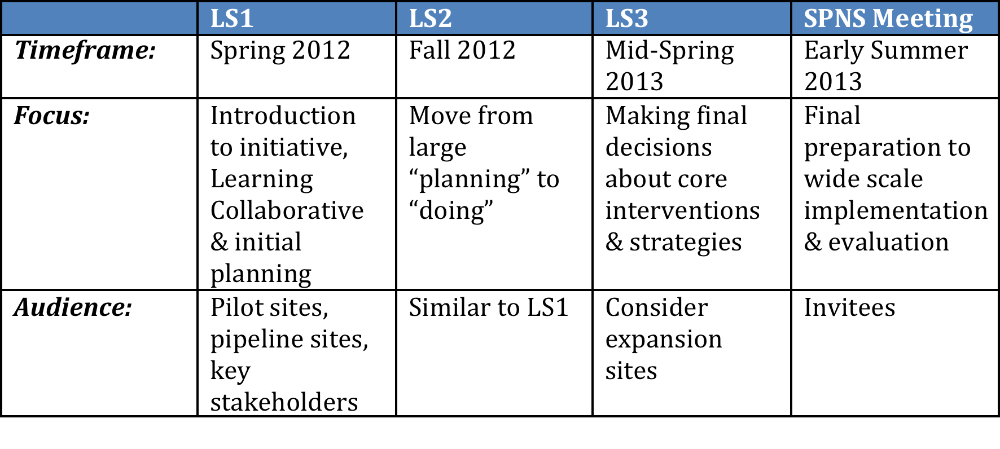 LS1 LS2 LS3 SPNS Meeting
Timeframe: Spring 2012 Fall 2012 Mid-Spring Early Summer
2013 2013
Focus: Introduction Move from Making final Final
to initiative, large decisions preparation to
Learning “planning” to about core wide scale
Collaborative “doing” interventions implementation
& initial & strategies & evaluation
planning
Audience: Pilot sites, Similar to LS1 Consider Invitees
pipeline sites, expansion
key sites
stakeholders